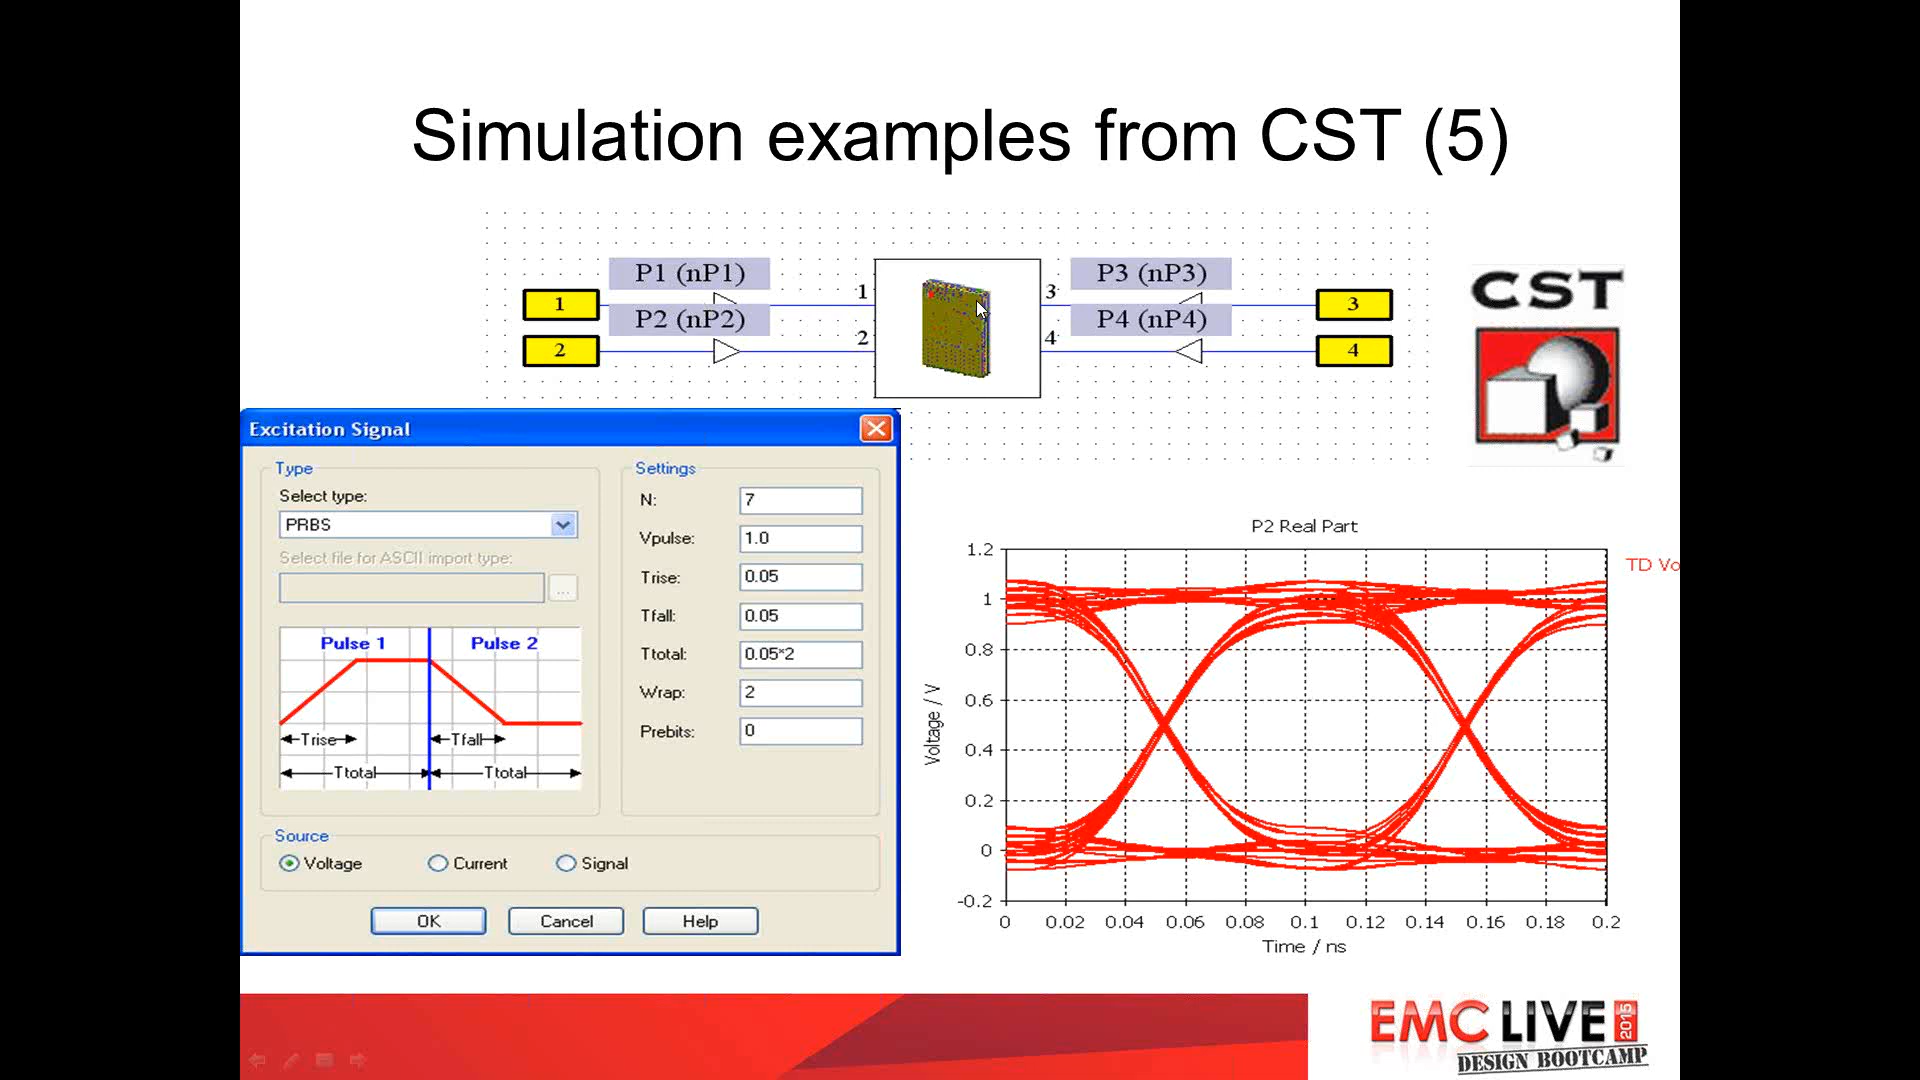 Simulation examples from CST (5)
P1 (nP1)
P3 (nP3)
1
1
3
3
P2 (nP2)
P4 (nP4)
2
2
4
4
CST
Excitation Signal
Type
Select type:
PRBS
Select file for ASCII import type:
...
Pulse 1
Pulse 2
Trise
Tfall
Ttotal
Ttotal
Settings
N: 7
Vpulse: 1.0
Trise: 0.05
Tfall: 0.05
Ttotal: 0.05*2
Wrap: 2
Prebits: 0
Source
Voltage
Current
Signal
OK
Cancel
Help
P2 Real Part
TD Vo
Voltage / V
1.2
1
0.8
0.6
0.4
0.2
0
-0.2
0 0.02 0.04 0.06 0.08 0.1 0.12 0.14 0.16 0.18 0.2
Time / ns
EMC LIVE 2015
DESIGN BOOTCAMP